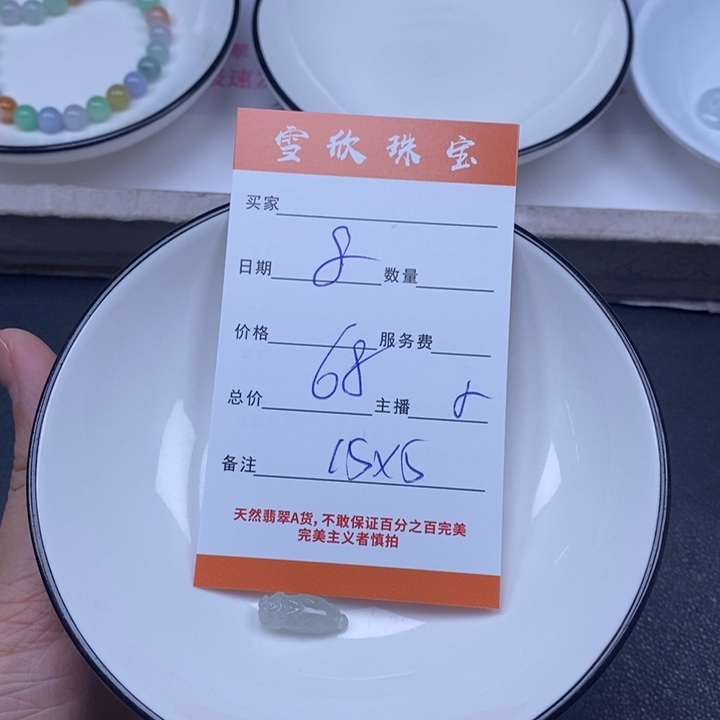 雪欣珠宝
买家
日期 8 数量
价格 68 服务费
总价 主播 8
备注 15X5
天然翡翠A货,不敢保证百分之百完美
完美主义者慎拍